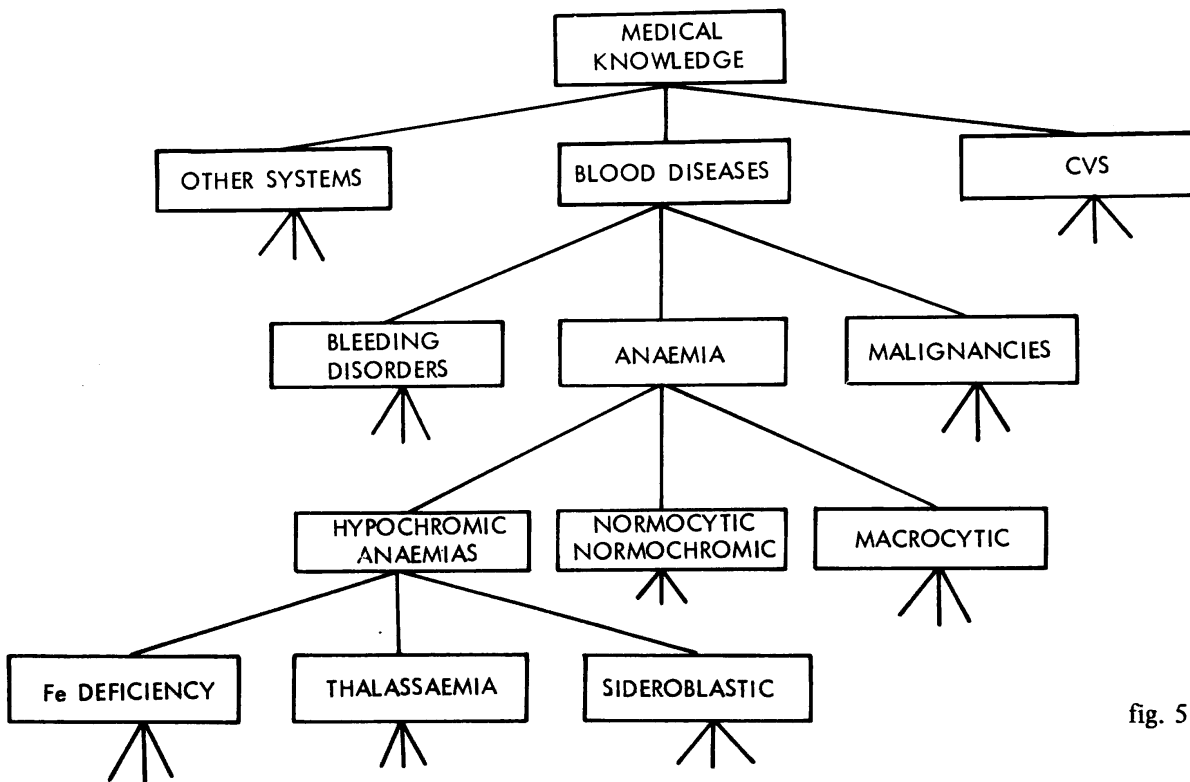 MEDICAL
KNOWLEDGE
OTHER SYSTEMS
BLOOD DISEASES
CVS
BLEEDING
DISORDERS
ANAEMIA
MALIGNANCIES
HYPOCHROMIC
ANAEMIAS
NORMOCYTIC
NORMOCHROMIC
MACROCYTIC
Fe DEFICIENCY
THALASSAEMIA
SIDEROBLASTIC
fig. 5